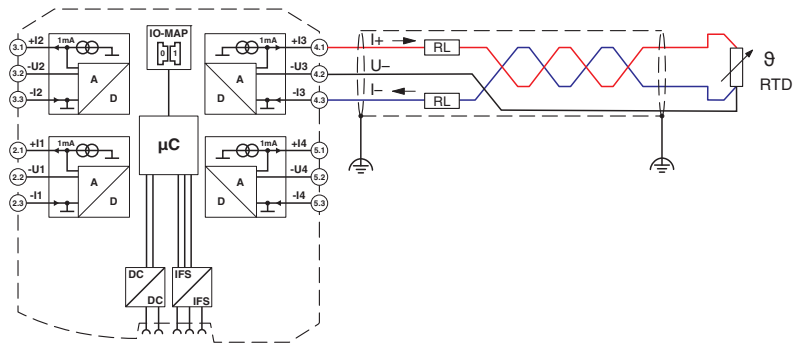 IO-MAP
0 1
3.1 +I2 1mA
3.2 -U2 A
3.3 -I2 D
1mA +I3 4.1
A -U3 4.2
D -I3 4.3
I+ RL
U–
I– RL
ϑ
RTD
µC
2.1 +I1 1mA
2.2 -U1 A
2.3 -I1 D
1mA +I4 5.1
A -U4 5.2
D -I4 5.3
DC
DC
IFS
IFS